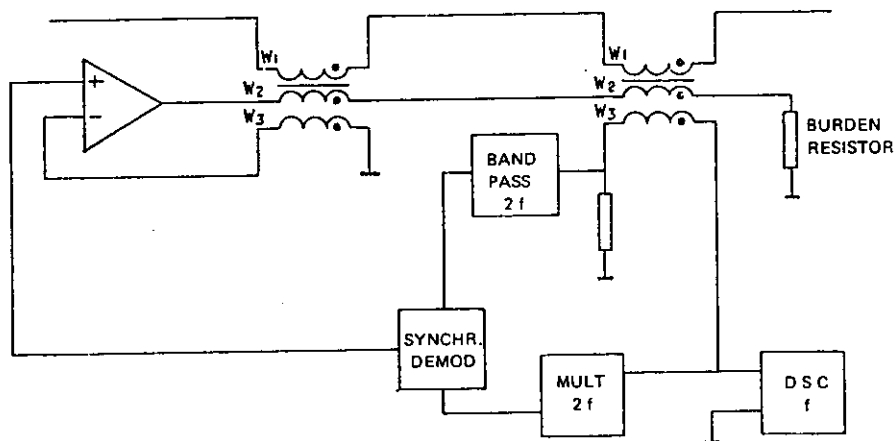 W1
W1
+
W2
W2
−
W3
W3
BURDEN
RESISTOR
BAND
PASS
2 f
SYNCHR.
DEMOD
MULT
2 f
D S C
f